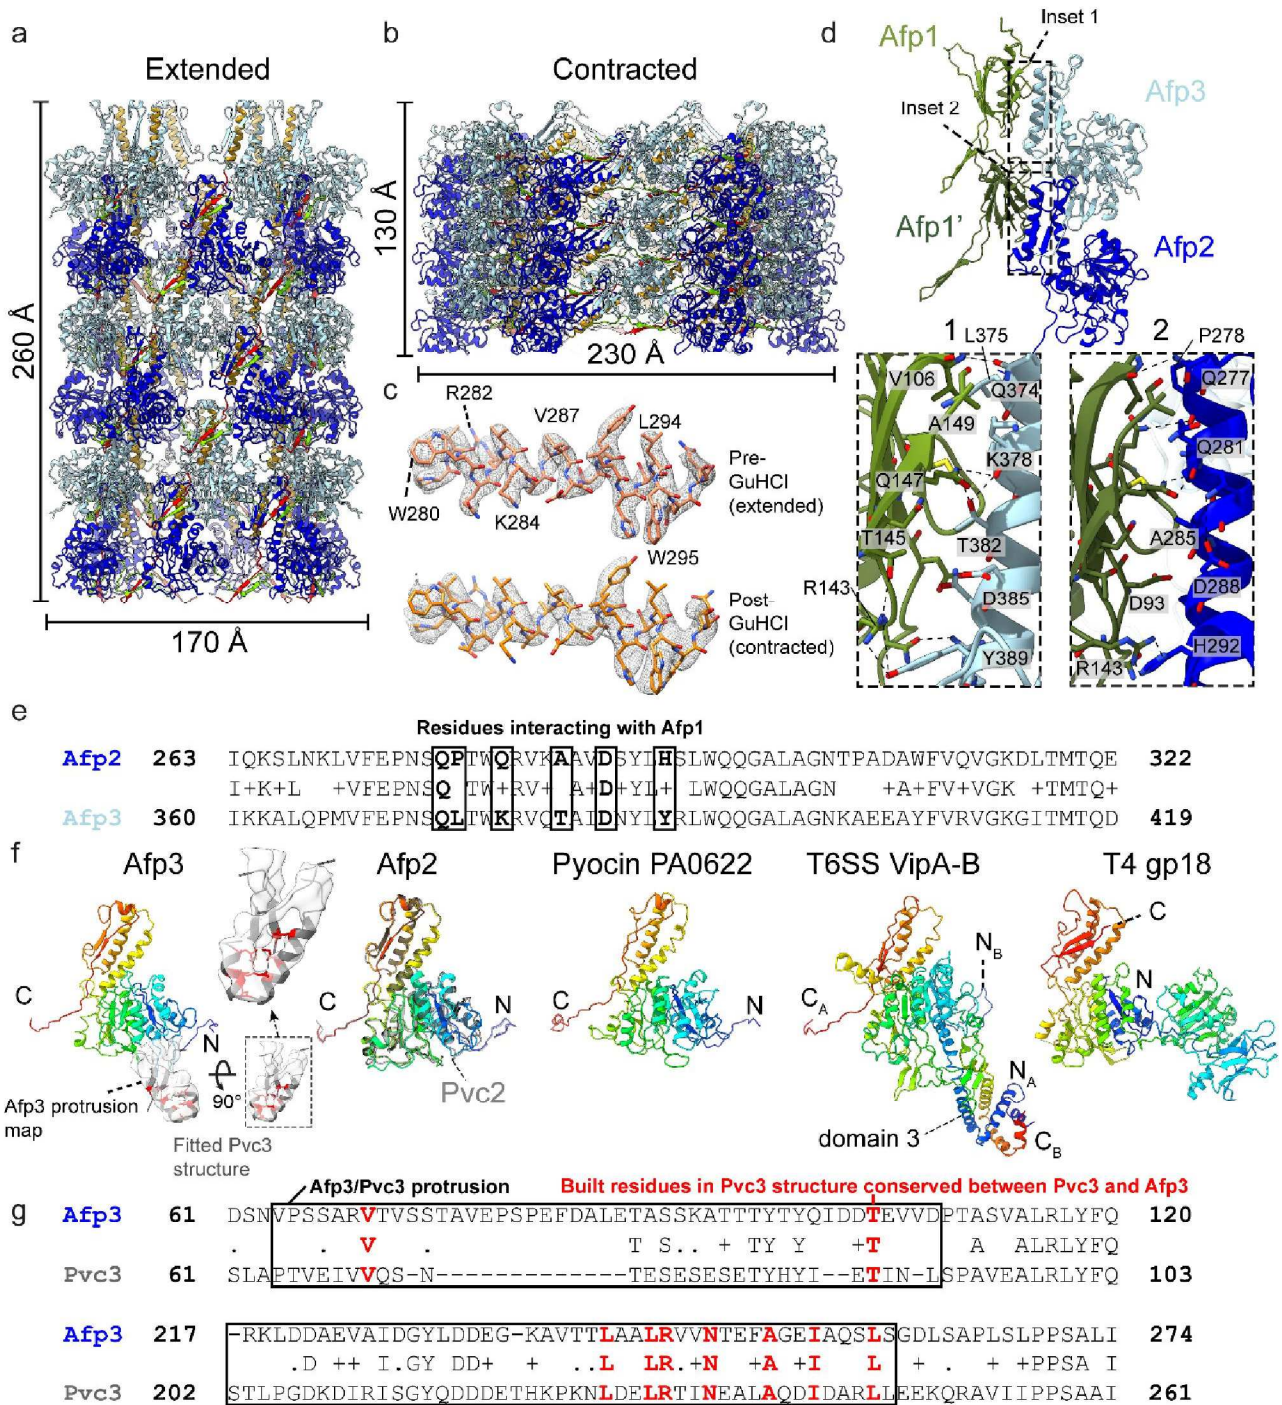 a
Extended
260 Å
170 Å
b
Contracted
130 Å
230 Å
c
R282
V287
L294
W280
K284
W295
Pre-
GuHCl
(extended)
Post-
GuHCl
(contracted)
d
Afp1
Inset 1
Afp3
Inset 2
Afp1'
Afp2
1
L375
V106
Q374
A149
K378
Q147
T145
T382
R143
D385
Y389
2
P278
Q277
Q281
A285
D93
D288
R143
H292
e
Residues interacting with Afp1
Afp2 263 IQKSLNKLVFEPNSQPTWQRVKAAVDSYLHSLWQQGALAGNTPADAWFVQVGKDLTMTQE 322
I+K+L +VFEPNSQ TW+RV+ A+D+YL+ LWQQGALAGN +A+FV+VGK +TMTQ+
Afp3 360 IKKALQPMVFEPNSQLTWKRVQTAIDNYLYRLWQQGALAGNKAEEAYFVRVGKGITMTQD 419
f
Afp3
Afp2
Pyocin PA0622
T6SS VipA-B
T4 gp18
C
N
Afp3 protrusion
map
90°
Fitted Pvc3
structure
C
N
Pvc2
C
N
C_A
N_B
N_A
domain 3
C_B
C
N
g
Afp3/Pvc3 protrusion
Built residues in Pvc3 structure conserved between Pvc3 and Afp3
Afp3 61 DSNVPSSARVTVSSTAVEPSPEFDALETASSKATTTYTYQIDDTEVVDPTASVALRLYFQ 120
. . V . T S.. + TY Y +T A ALRLYFQ
Pvc3 61 SLAPTVEIVVQS-N-------------TESESESETYHYI--ETIN-LSPAVEALRLYFQ 103
Afp3 217 -RKLDDAEVAIDGYLDDEG-KAVTTLAALRVVNTEFAGEIAQSLSGDLSAPLSLPPSALI 274
.D ++ I.GY DD+ + ..L LR.+N +A I L + . + +PPSA I
Pvc3 202 STLPGDKDIRISGYQDDDETHKPKNLDELRTINEALAQDIDARLLEEKQRAVIIPPSAAI 261